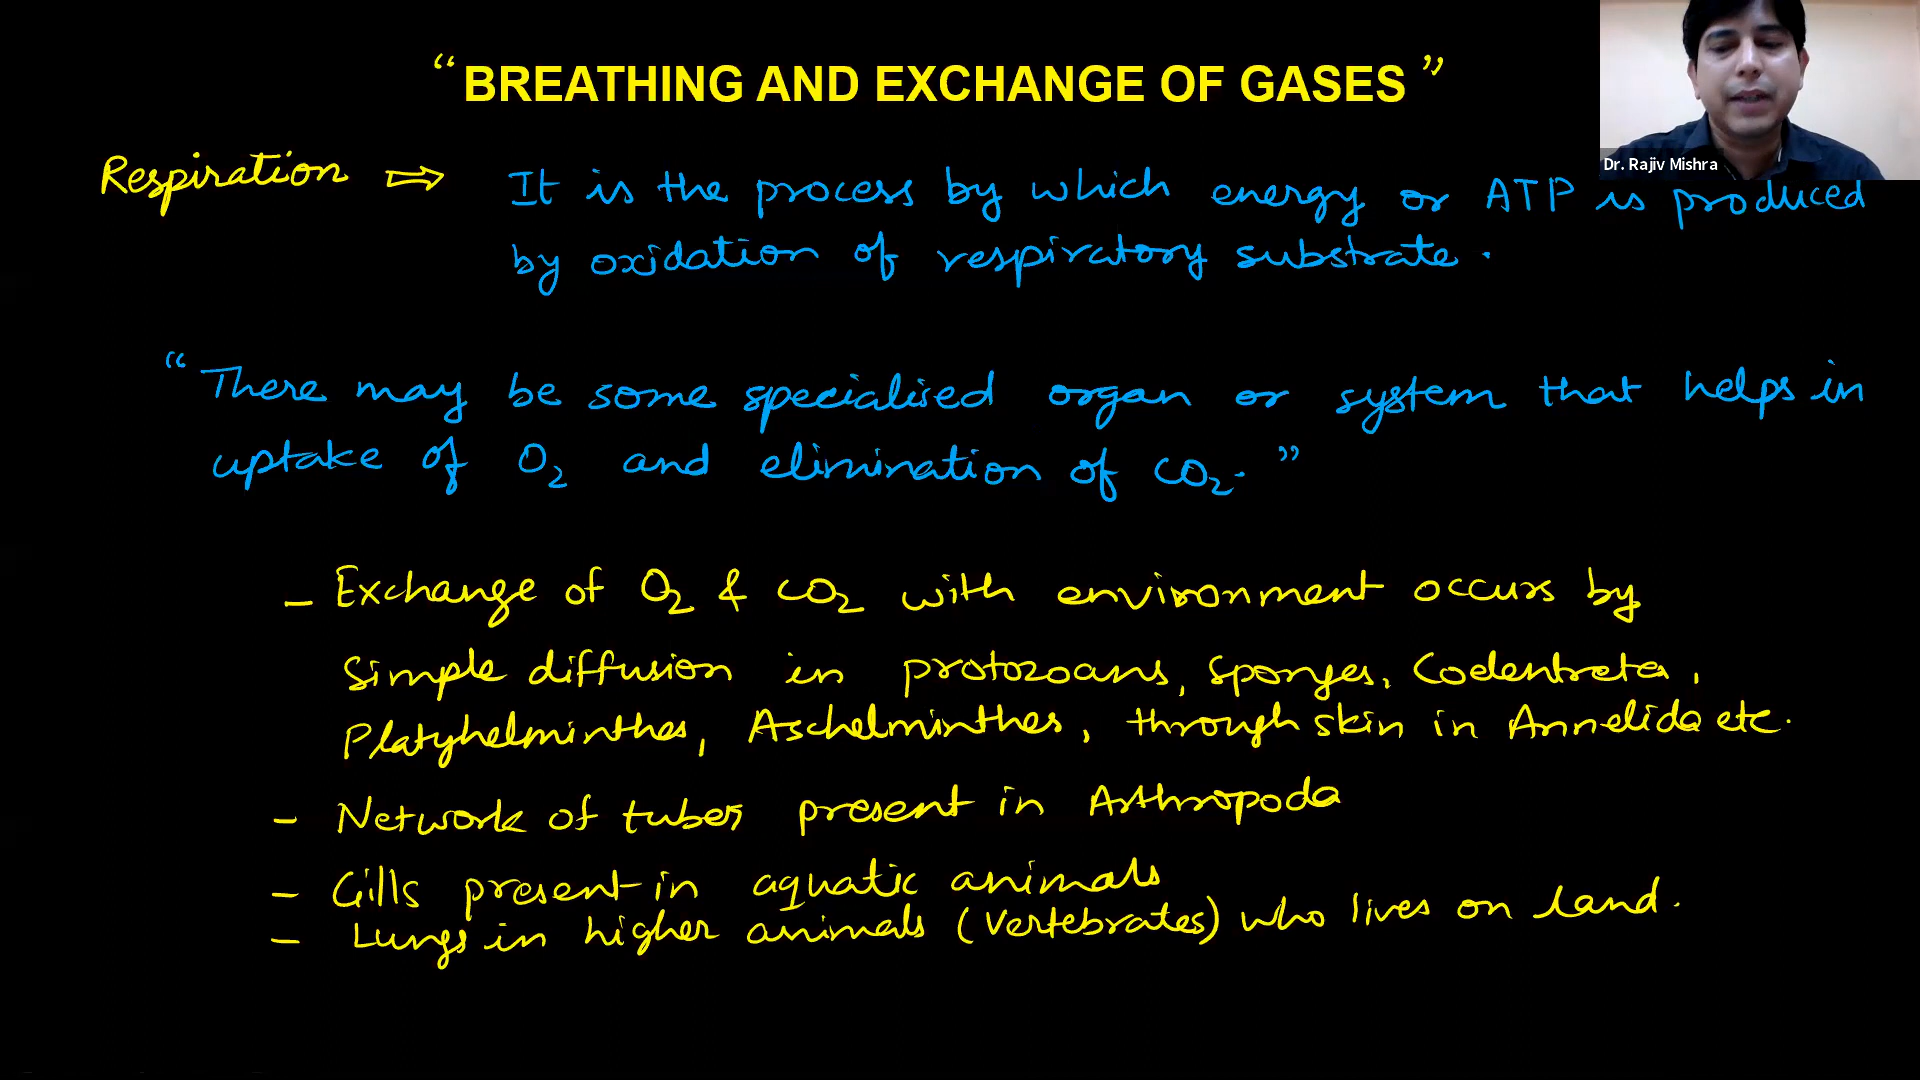 “BREATHING AND EXCHANGE OF GASES”
Dr. Rajiv Mishra
Respiration ⇒ It is the process by which energy or ATP is produced
by oxidation of respiratory substrate.
“There may be some specialised organ or system that helps in
uptake of O₂ and elimination of CO₂.”
– Exchange of O₂ & CO₂ with environment occurs by
Simple diffusion in protozoans, Sponges, Coelentreta,
Platyhelminthes, Aschelminthes, through skin in Annelida etc.
– Network of tubes present in Arthropoda
– Gills present in aquatic animals
– Lungs in higher animals (Vertebrates) who lives on land.